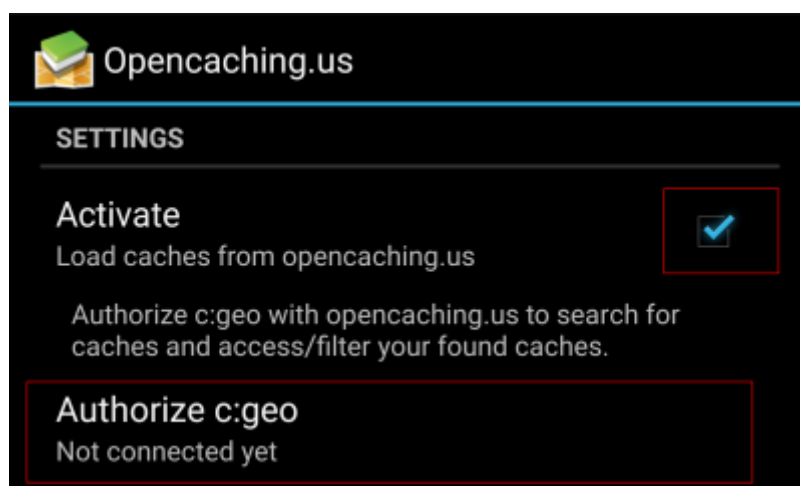 Opencaching.us
SETTINGS
Activate
Load caches from opencaching.us
Authorize c:geo with opencaching.us to search for
caches and access/filter your found caches.
Authorize c:geo
Not connected yet